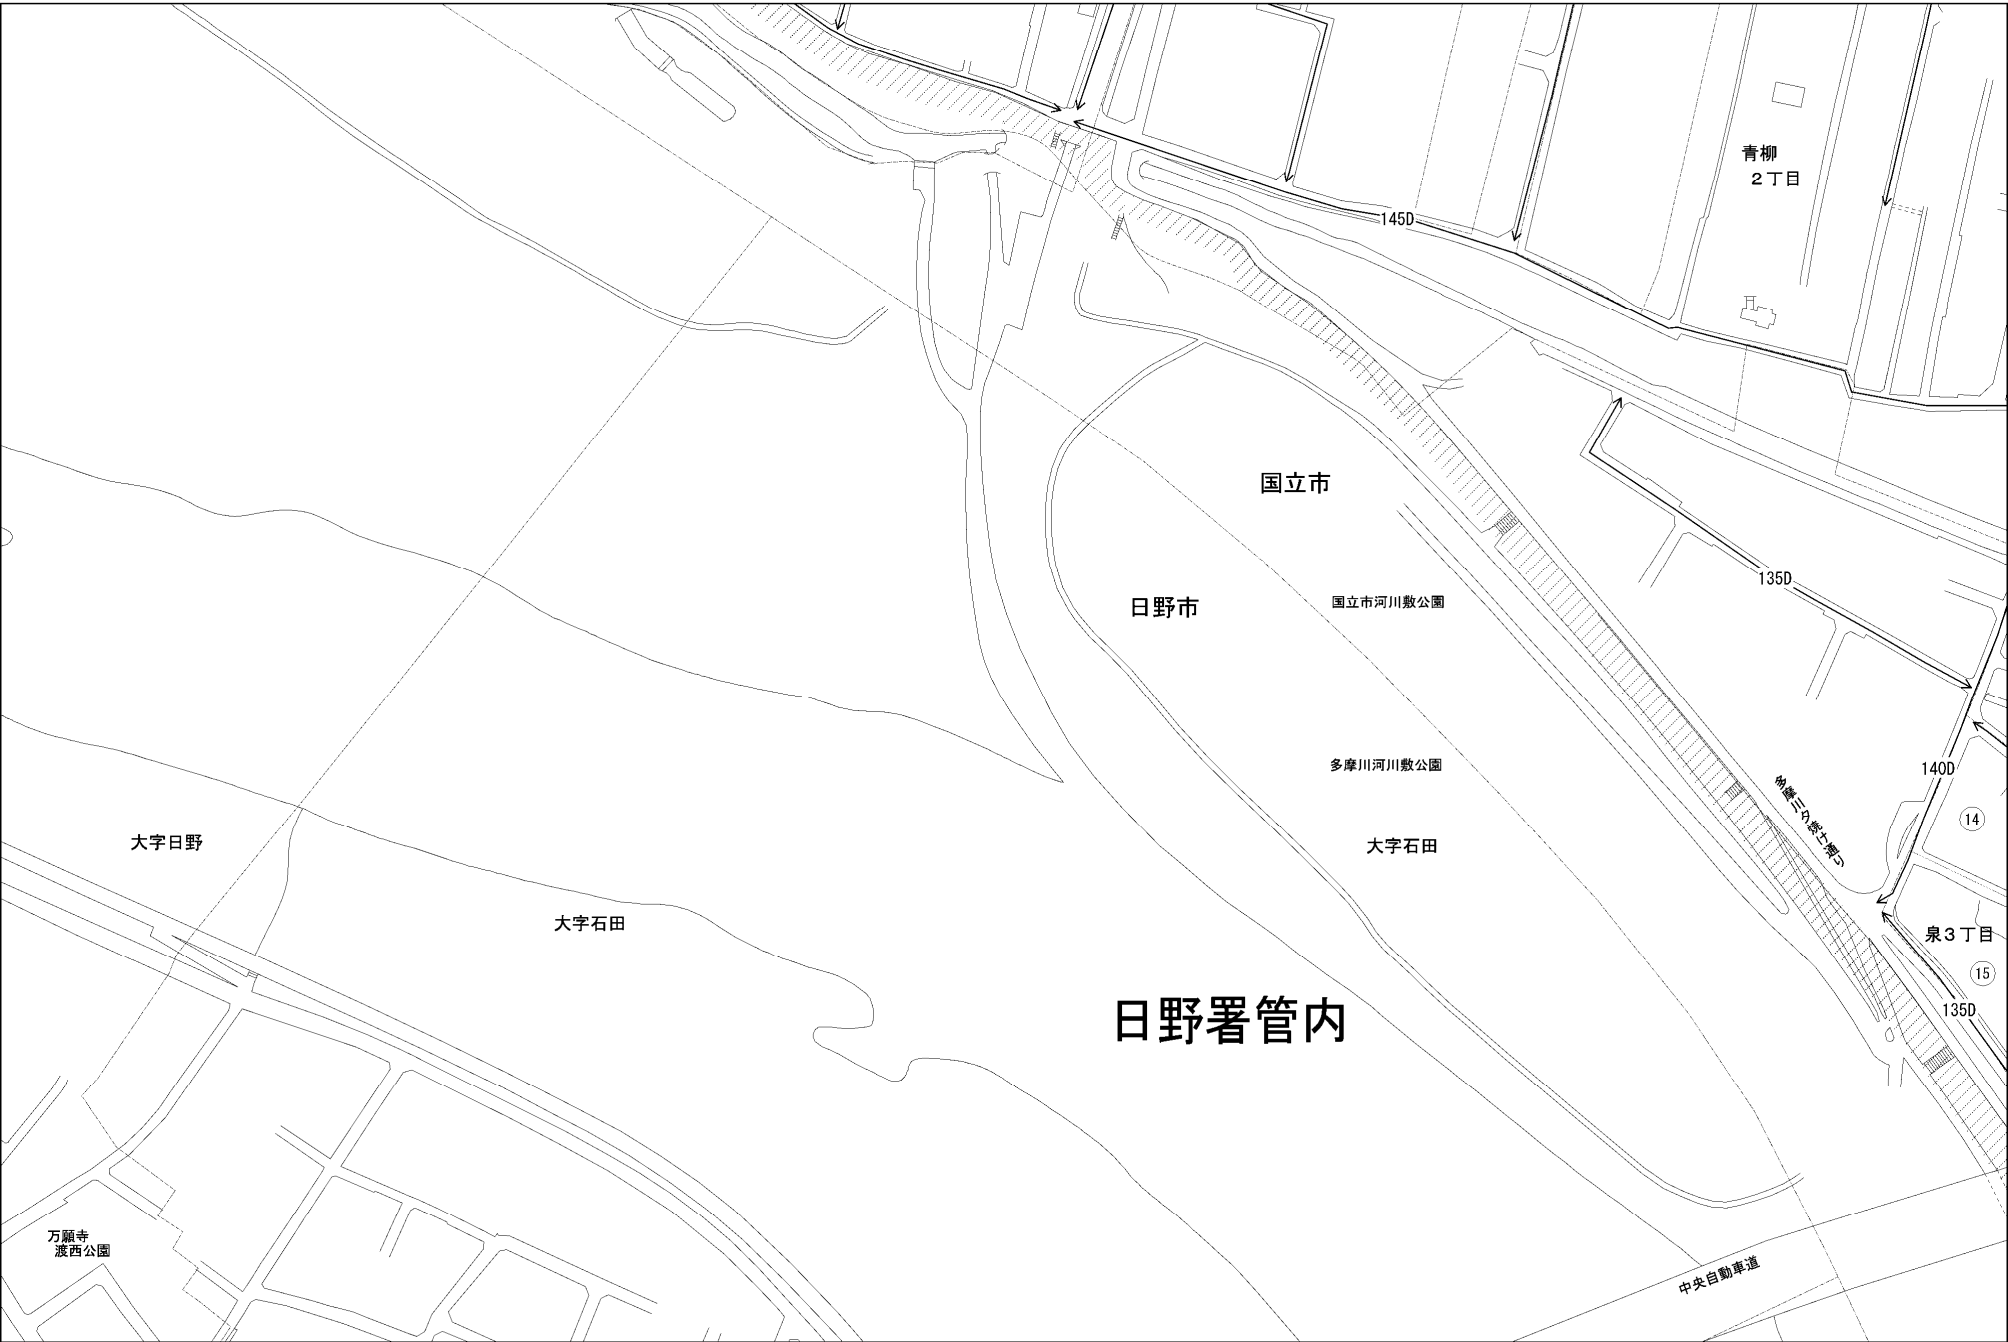 青柳
２丁目
145D
国立市
135D
日野市
国立市河川敷公園
多摩川河川敷公園
140D
多摩川夕焼け通り
14
大字日野
大字石田
大字石田
泉３丁目
15
135D
日野署管内
万願寺
渡西公園
中央自動車道